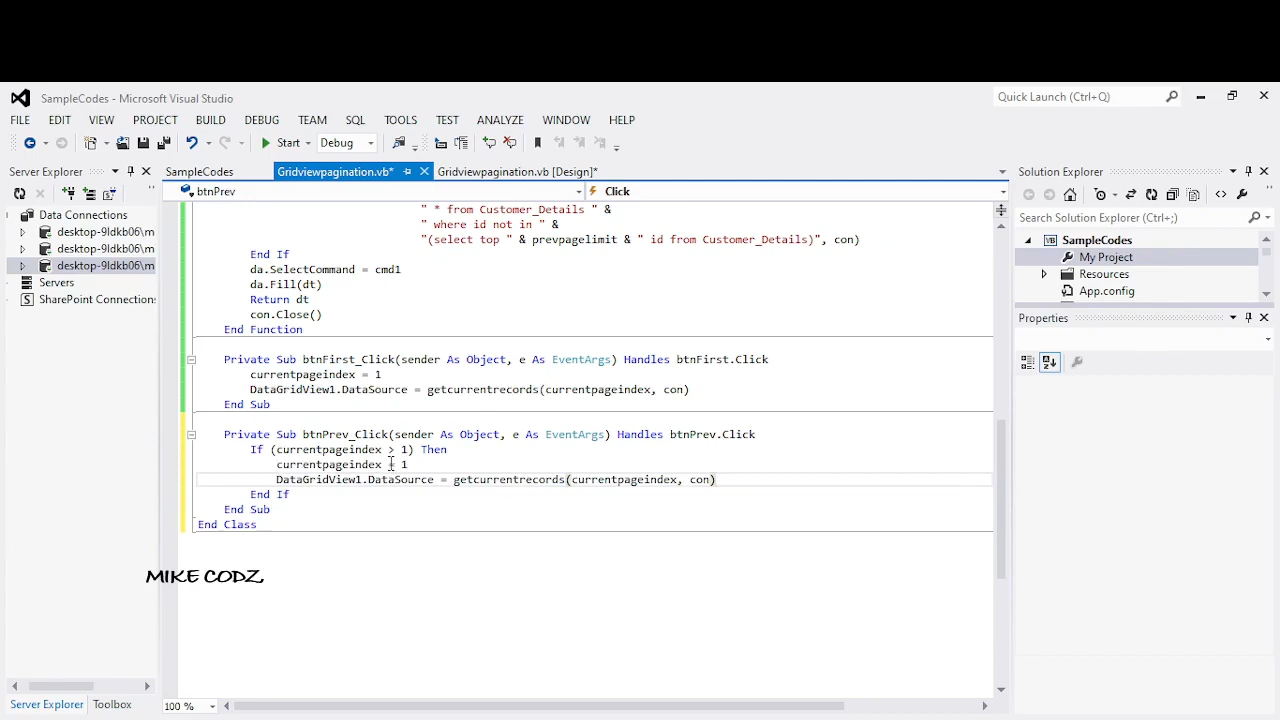 SampleCodes - Microsoft Visual Studio
Quick Launch (Ctrl+Q)
FILE EDIT VIEW PROJECT BUILD DEBUG TEAM SQL TOOLS TEST ANALYZE WINDOW HELP
Start Debug
Server Explorer
SampleCodes
Gridviewpagination.vb*
Gridviewpagination.vb [Design]*
Solution Explorer
btnPrev
Click
Data Connections
desktop-9ldkb06\m
desktop-9ldkb06\m
desktop-9ldkb06\m
Servers
SharePoint Connections
" * from Customer_Details " &
" where id not in " &
"(select top " & prevpagelimit & " id from Customer_Details)", con)
End If
da.SelectCommand = cmd1
da.Fill(dt)
Return dt
con.Close()
End Function
Private Sub btnFirst_Click(sender As Object, e As EventArgs) Handles btnFirst.Click
currentpageindex = 1
DataGridView1.DataSource = getcurrentrecords(currentpageindex, con)
End Sub
Private Sub btnPrev_Click(sender As Object, e As EventArgs) Handles btnPrev.Click
If (currentpageindex > 1) Then
currentpageindex 1
DataGridView1.DataSource = getcurrentrecords(currentpageindex, con)
End If
End Sub
End Class
MIKE CODZ,
Search Solution Explorer (Ctrl+;)
SampleCodes
My Project
Resources
App.config
Properties
Server Explorer Toolbox
100 %